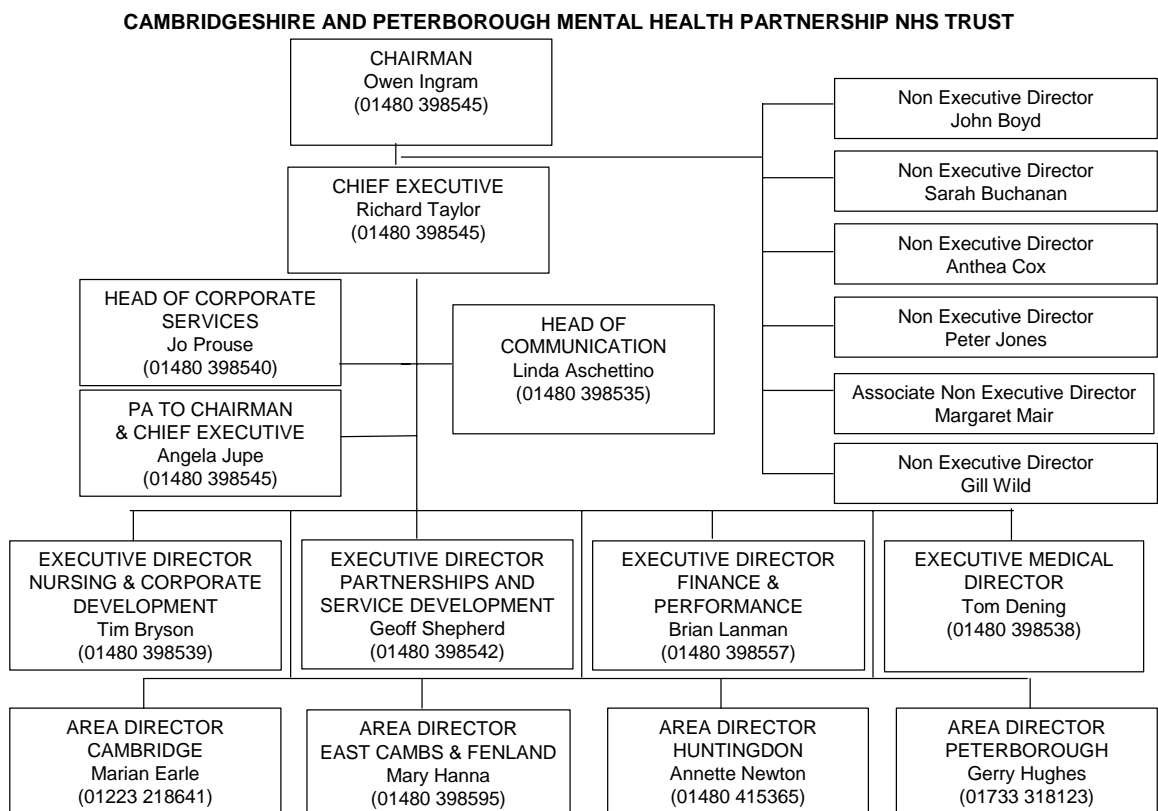 CAMBRIDGESHIRE AND PETERBOROUGH MENTAL HEALTH PARTNERSHIP NHS TRUST
CHAIRMAN
Owen Ingram
(01480 398545)
Non Executive Director
John Boyd
Non Executive Director
Sarah Buchanan
Non Executive Director
Anthea Cox
Non Executive Director
Peter Jones
Associate Non Executive Director
Margaret Mair
Non Executive Director
Gill Wild
CHIEF EXECUTIVE
Richard Taylor
(01480 398545)
HEAD OF CORPORATE
SERVICES
Jo Prouse
(01480 398540)
HEAD OF
COMMUNICATION
Linda Aschettino
(01480 398535)
PA TO CHAIRMAN
& CHIEF EXECUTIVE
Angela Jupe
(01480 398545)
EXECUTIVE DIRECTOR
NURSING & CORPORATE
DEVELOPMENT
Tim Bryson
(01480 398539)
EXECUTIVE DIRECTOR
PARTNERSHIPS AND
SERVICE DEVELOPMENT
Geoff Shepherd
(01480 398542)
EXECUTIVE DIRECTOR
FINANCE &
PERFORMANCE
Brian Lanman
(01480 398557)
EXECUTIVE MEDICAL
DIRECTOR
Tom Dening
(01480 398538)
AREA DIRECTOR
CAMBRIDGE
Marian Earle
(01223 218641)
AREA DIRECTOR
EAST CAMBS & FENLAND
Mary Hanna
(01480 398595)
AREA DIRECTOR
HUNTINGDON
Annette Newton
(01480 415365)
AREA DIRECTOR
PETERBOROUGH
Gerry Hughes
(01733 318123)